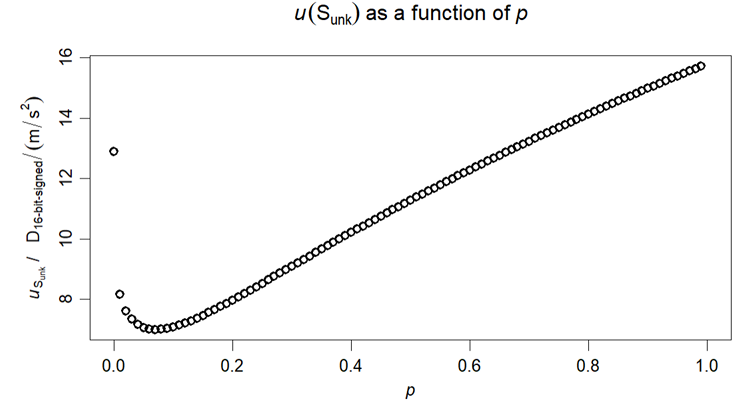 u(Sunk) as a function of p
uSunk / D16-bit-signed/(m/s2)
16
14
12
10
8
0.0 0.2 0.4 0.6 0.8 1.0
p